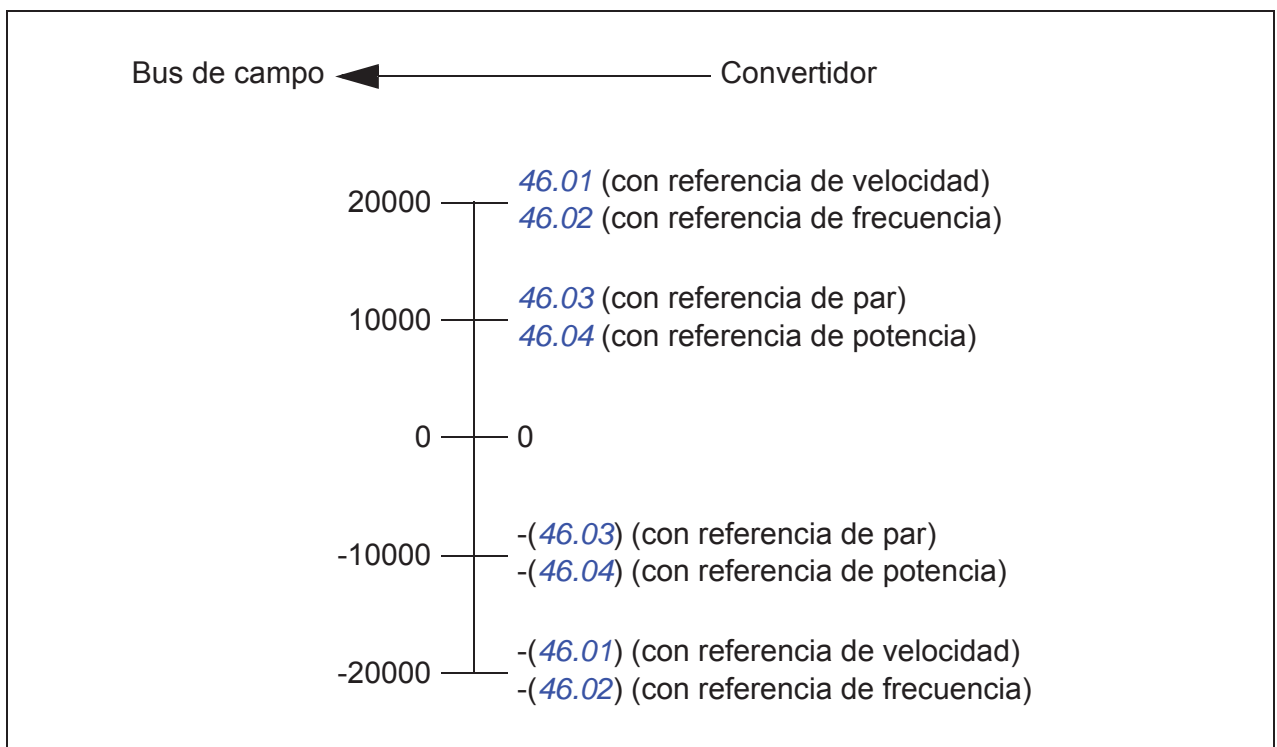 Bus de campo Convertidor
46.01 (con referencia de velocidad)
20000
46.02 (con referencia de frecuencia)
46.03 (con referencia de par)
10000
46.04 (con referencia de potencia)
0 0
-(46.03) (con referencia de par)
-10000
-(46.04) (con referencia de potencia)
-(46.01) (con referencia de velocidad)
-20000
-(46.02) (con referencia de frecuencia)